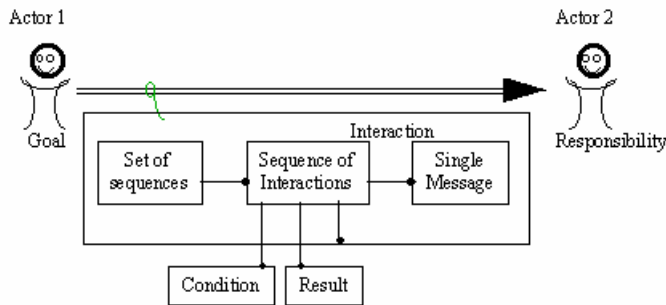 Actor 1
Actor 2
Goal
Interaction
Responsibility
Set of
sequences
Sequence of
Interactions
Single
Message
Condition
Result